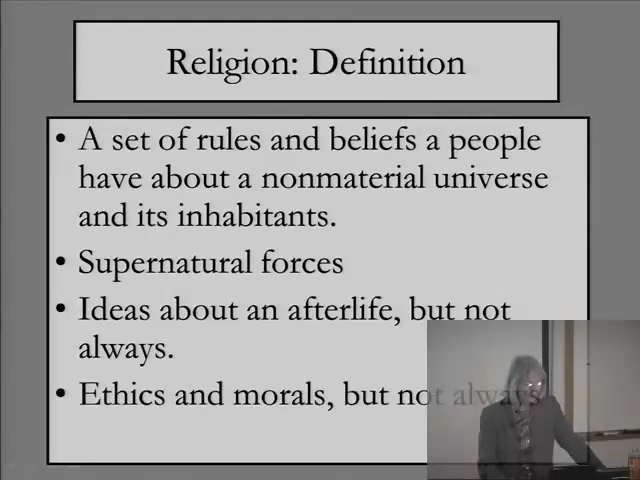 Religion: Definition
• A set of rules and beliefs a people
have about a nonmaterial universe
and its inhabitants.
• Supernatural forces
• Ideas about an afterlife, but not
always.
• Ethics and morals, but not always